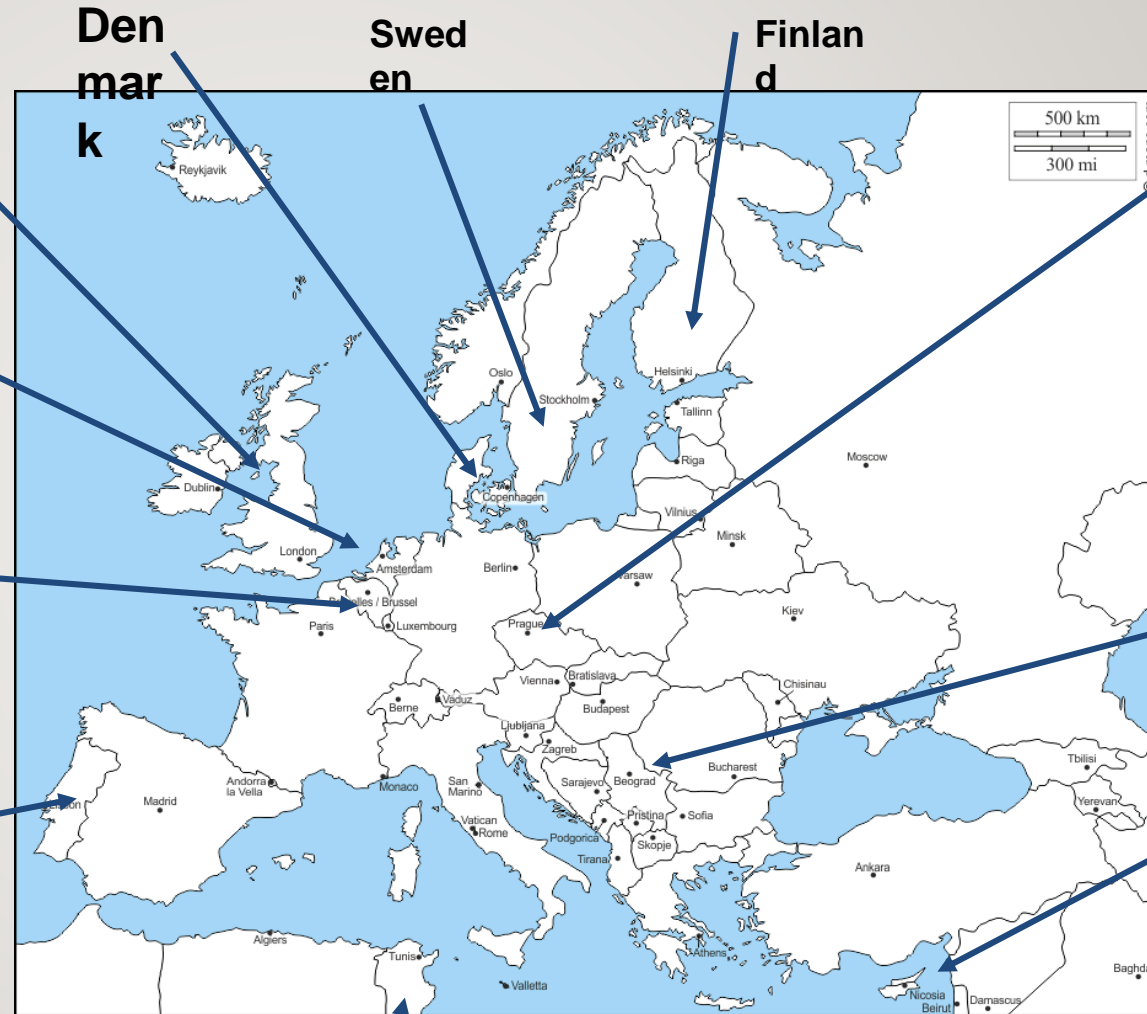 Den
mar
k
Swed
en
Finlan
d
500 km
300 mi
Reykjavik
Oslo
Helsinki
Stockholm
Tallinn
Riga
Moscow
Dublin
Copenhagen
Vilnius
Minsk
London
Amsterdam
Berlin
Bruxelles / Brussel
Kiev
Paris
Luxembourg
Prague
Vienna
Bratislava
Chisinau
Vaduz
Berne
Budapest
Ljubljana
Zagreb
Bucharest
Tbilisi
Andorra
la Vella
Monaco
San
Marino
Sarajevo
Beograd
Madrid
Yerevan
Vatican
Rome
Pristina
Sofia
Podgorica
Skopje
Tirana
Ankara
Algiers
Athens
Tunis
Valletta
Nicosia
Beirut
Damascus